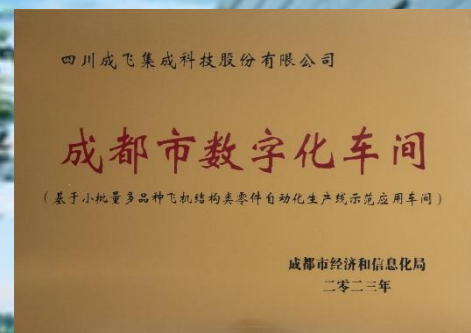 四川成飞集成科技股份有限公司
成都市数字化车间
（基于小批量多品种飞机结构类零件自动化生产线示范应用车间）
成都市经济和信息化局
二零二三年